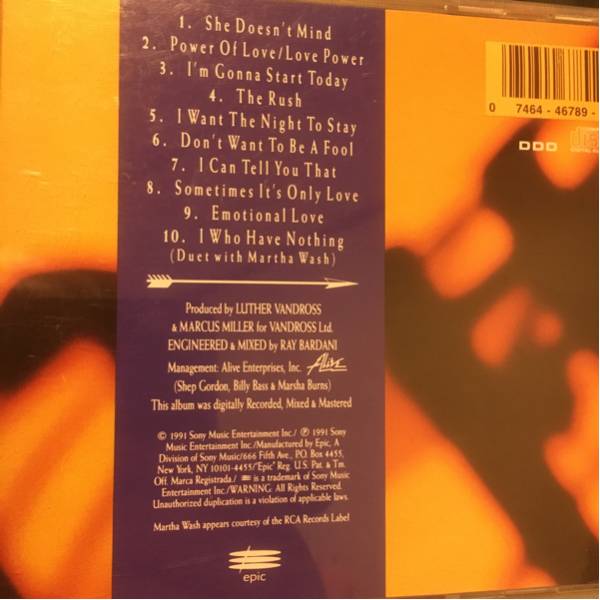 1. She Doesn't Mind
2. Power Of Love/Love Power
3. I'm Gonna Start Today
4. The Rush
5. I Want The Night To Stay
6. Don't Want To Be A Fool
7. I Can Tell You That
8. Sometimes It's Only Love
9. Emotional Love
10. I Who Have Nothing
(Duet with Martha Wash)
Produced by LUTHER VANDROSS
& MARCUS MILLER for VANDROSS Ltd.
ENGINEERED & MIXED by RAY BARDANI
Management: Alive Enterprises, Inc. Alive
(Shep Gordon, Billy Bass & Marsha Burns)
This album was digitally Recorded, Mixed & Mastered
© 1991 Sony Music Entertainment Inc./ ℗ 1991 Sony
Music Entertainment Inc./Manufactured by Epic, A
Division of Sony Music/666 Fifth Ave., P.O. Box 4455,
New York, NY 10101-4455/"Epic" Reg. U.S. Pat. & Tm.
Off. Marca Registrada./ is a trademark of Sony Music
Entertainment Inc./WARNING: All Rights Reserved.
Unauthorized duplication is a violation of applicable laws.
Martha Wash appears courtesy of the RCA Records Label
epic
0 7464 - 46789 -
DDD